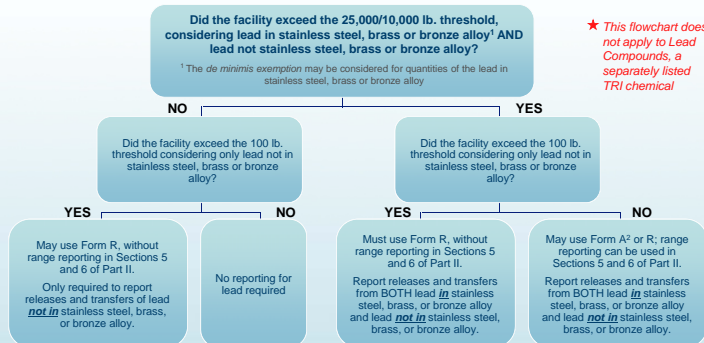 Did the facility exceed the 25,000/10,000 lb. threshold,
considering lead in stainless steel, brass or bronze alloy¹ AND
lead not stainless steel, brass or bronze alloy?
¹ The de minimis exemption may be considered for quantities of the lead in
stainless steel, brass or bronze alloy
★ This flowchart does
not apply to Lead
Compounds, a
separately listed
TRI chemical
NO
YES
Did the facility exceed the 100 lb.
threshold considering only lead not in
stainless steel, brass or bronze
alloy?
Did the facility exceed the 100 lb.
threshold considering only lead not in
stainless steel, brass or bronze
alloy?
YES
NO
YES
NO
May use Form R, without
range reporting in Sections 5
and 6 of Part II.
Only required to report
releases and transfers of lead
not in stainless steel, brass,
or bronze alloy.
No reporting for
lead required
Must use Form R, without
range reporting in Sections 5
and 6 of Part II.
Report releases and transfers
from BOTH lead in stainless
steel, brass, or bronze alloy
and lead not in stainless steel,
brass, or bronze alloy.
May use Form A² or R; range
reporting can be used in
Sections 5 and 6 of Part II.
Report releases and transfers
from BOTH lead in stainless
steel, brass, or bronze alloy
and lead not in stainless steel,
brass, or bronze alloy.